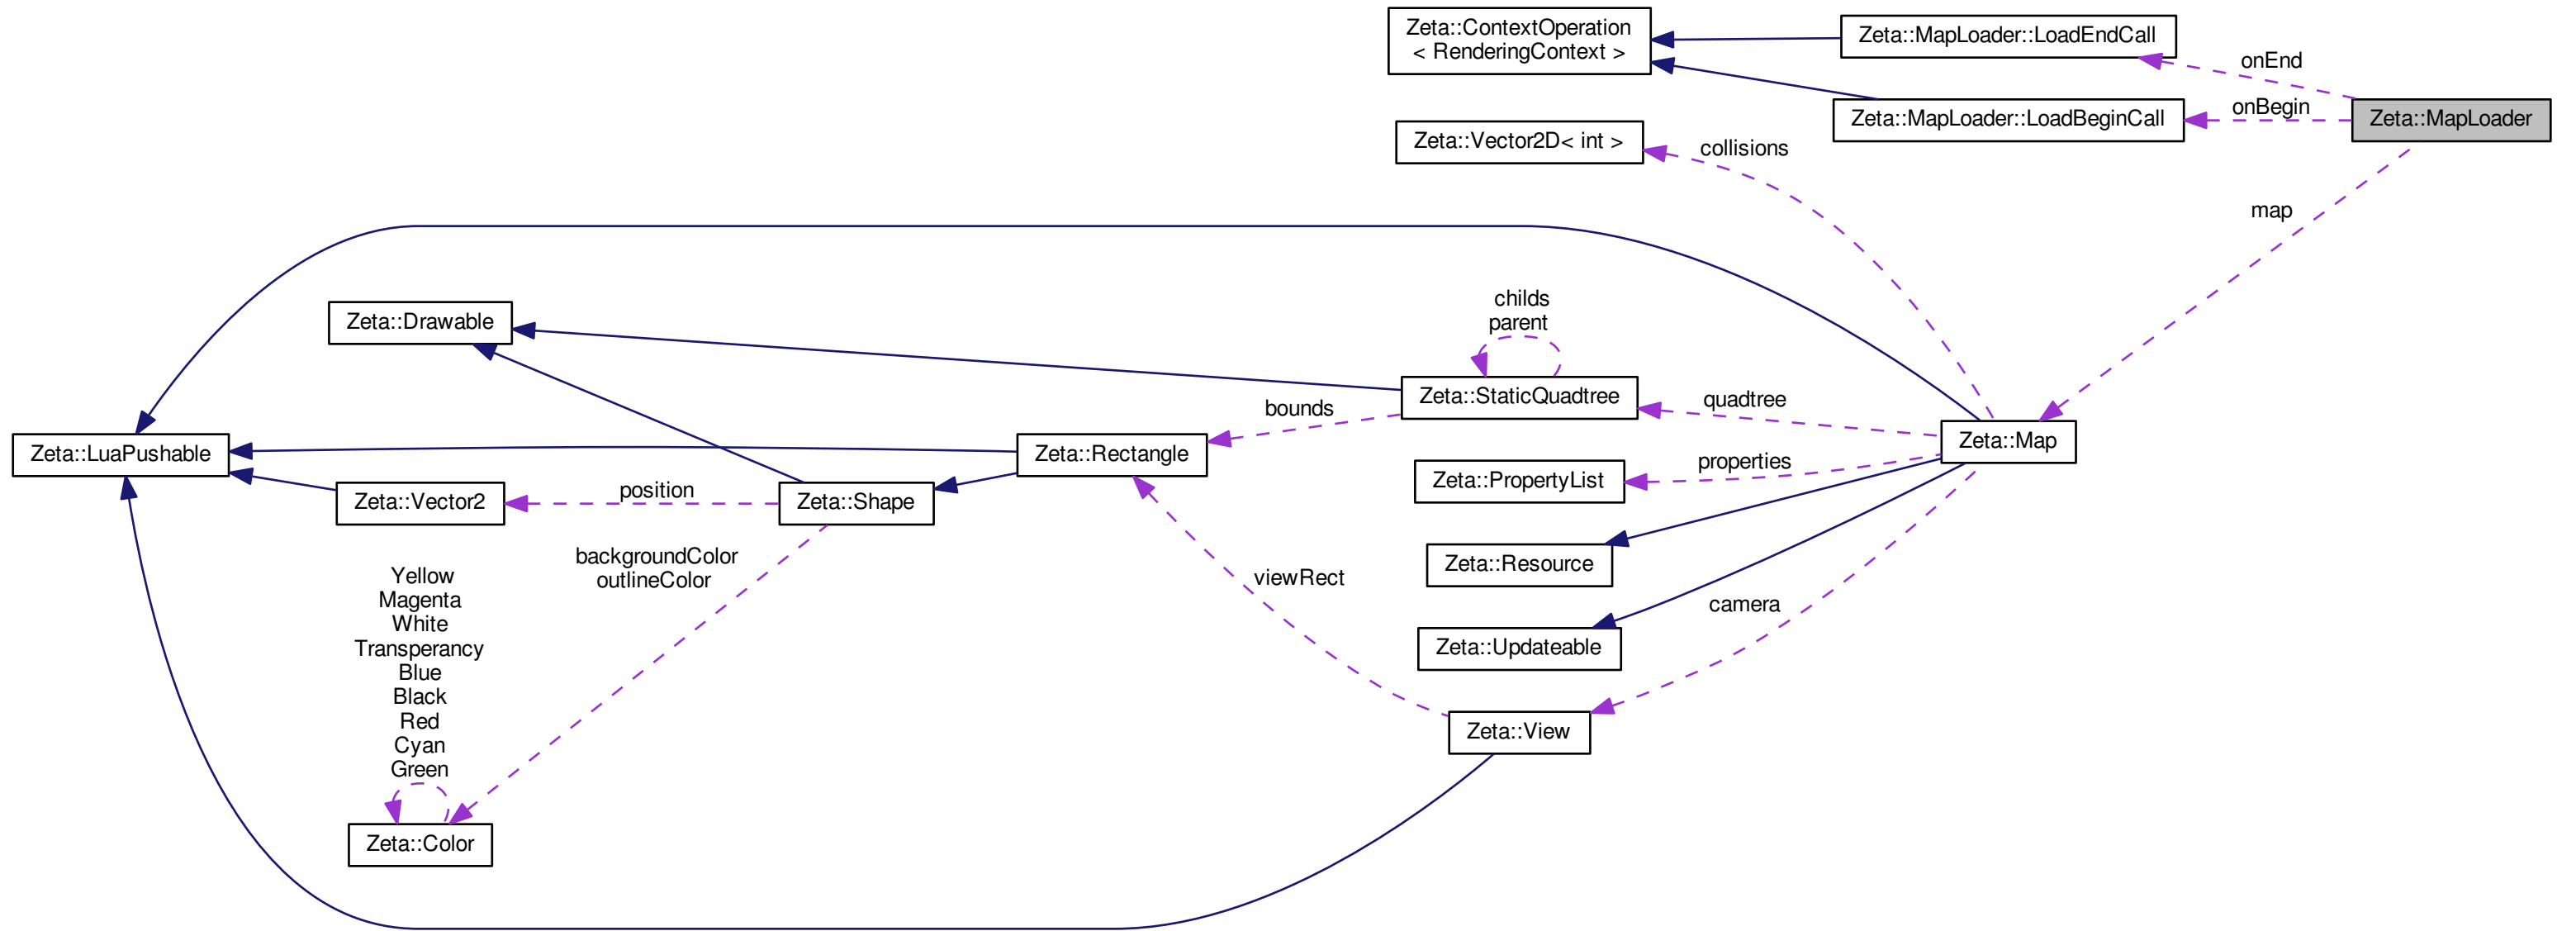 Zeta::ContextOperation
< RenderingContext >
Zeta::MapLoader::LoadEndCall
onEnd
Zeta::MapLoader::LoadBeginCall
onBegin
Zeta::MapLoader
Zeta::Vector2D< int >
collisions
map
Zeta::Drawable
childs
parent
Zeta::StaticQuadtree
bounds
quadtree
Zeta::LuaPushable
Zeta::Rectangle
Zeta::Map
Zeta::PropertyList
properties
Zeta::Vector2
position
Zeta::Shape
backgroundColor
outlineColor
Zeta::Resource
viewRect
Yellow
Magenta
White
Transperancy
Blue
Black
Red
Cyan
Green
camera
Zeta::Updateable
Zeta::View
Zeta::Color